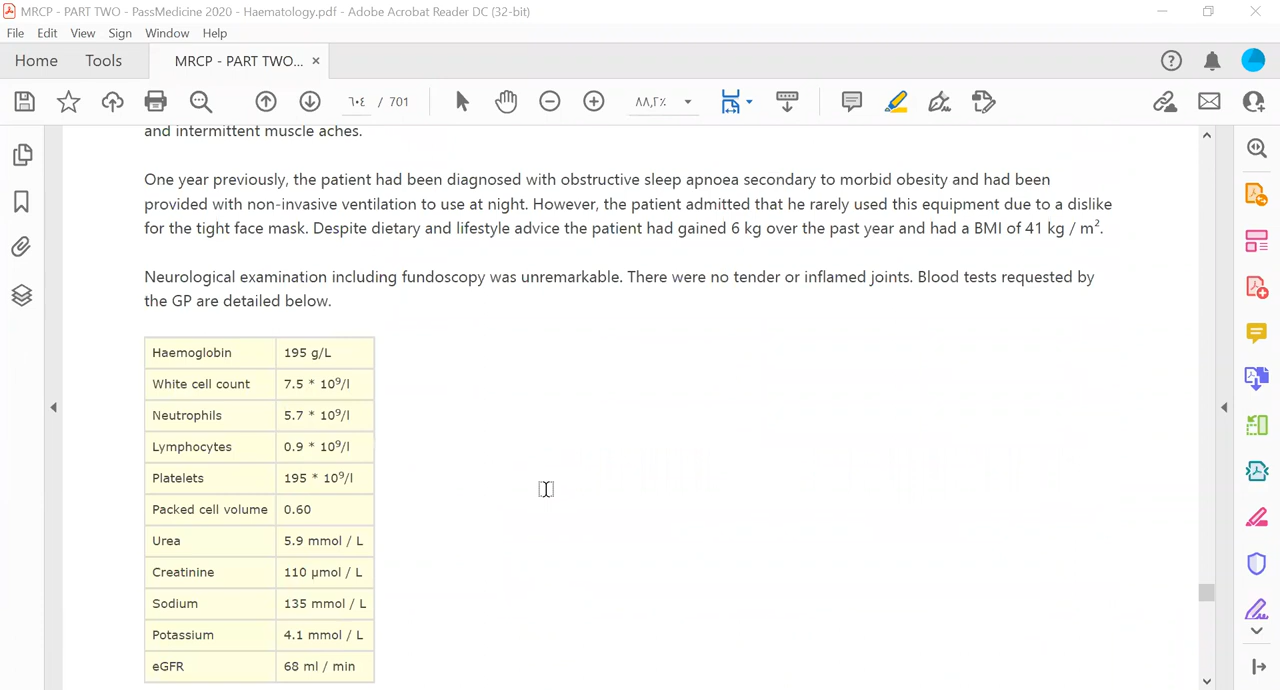 MRCP - PART TWO - PassMedicine 2020 - Haematology.pdf - Adobe Acrobat Reader DC (32-bit)
File Edit View Sign Window Help
Home Tools MRCP - PART TWO... ×
٦٠٤ / 701 ٨٨٫٢٪
and intermittent muscle aches.
One year previously, the patient had been diagnosed with obstructive sleep apnoea secondary to morbid obesity and had been
provided with non-invasive ventilation to use at night. However, the patient admitted that he rarely used this equipment due to a dislike
for the tight face mask. Despite dietary and lifestyle advice the patient had gained 6 kg over the past year and had a BMI of 41 kg / m².
Neurological examination including fundoscopy was unremarkable. There were no tender or inflamed joints. Blood tests requested by
the GP are detailed below.
Haemoglobin 195 g/L
White cell count 7.5 * 10⁹/l
Neutrophils 5.7 * 10⁹/l
Lymphocytes 0.9 * 10⁹/l
Platelets 195 * 10⁹/l
Packed cell volume 0.60
Urea 5.9 mmol / L
Creatinine 110 µmol / L
Sodium 135 mmol / L
Potassium 4.1 mmol / L
eGFR 68 ml / min